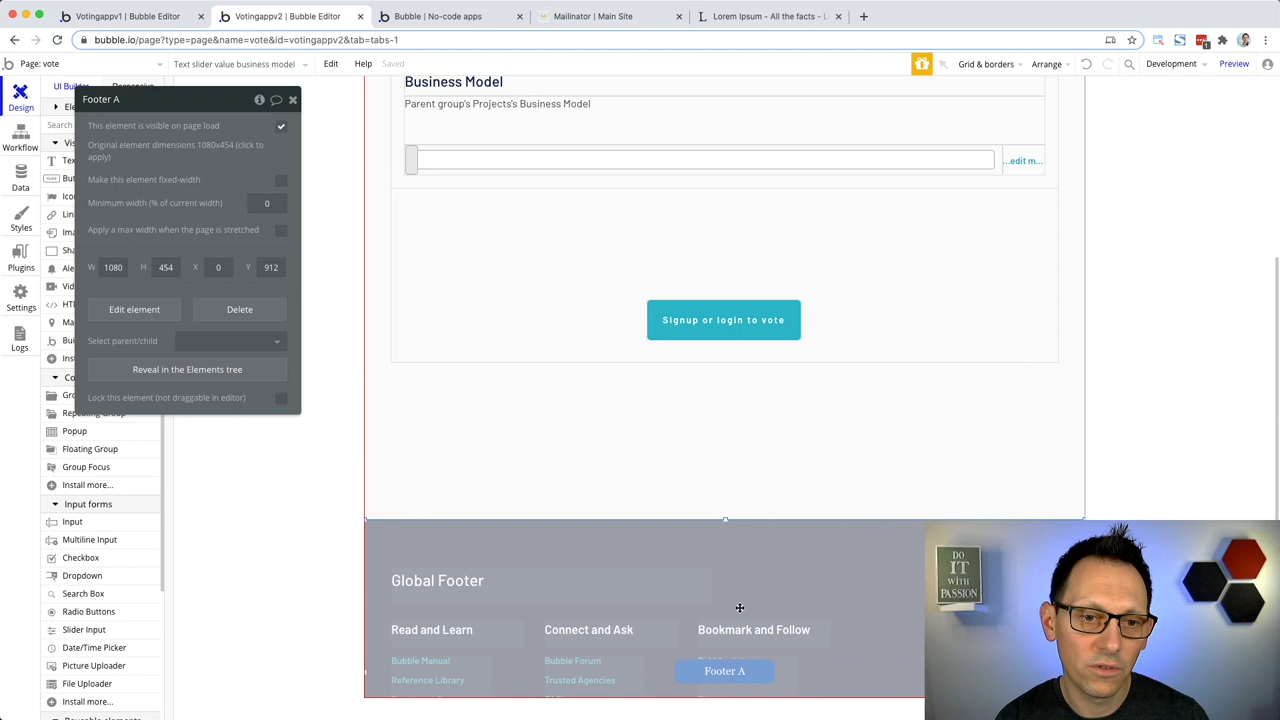 Votingappv1 | Bubble Editor
Votingappv2 | Bubble Editor
Bubble | No-code apps
Mailinator | Main Site
Lorem Ipsum - All the facts - L
bubble.io/page?type=page&name=vote&id=votingappv2&tab=tabs-1
Page: vote
Text slider value business model
Edit
Help
Saved
Grid & borders
Arrange
Development
Preview
Design
Workflow
Data
Styles
Plugins
Settings
Logs
UI Builder
Responsive
Search
Footer A
This element is visible on page load
Original element dimensions 1080x454 (click to
apply)
Make this element fixed-width
Minimum width (% of current width)
0
Apply a max width when the page is stretched
W 1080 H 454 X 0 Y 912
Edit element
Delete
Select parent/child
Reveal in the Elements tree
Lock this element (not draggable in editor)
Repeating Group
Popup
Floating Group
Group Focus
Install more...
Input forms
Input
Multiline Input
Checkbox
Dropdown
Search Box
Radio Buttons
Slider Input
Date/Time Picker
Picture Uploader
File Uploader
Install more...
Reusable elements
Business Model
Parent group's Projects's Business Model
...edit m...
Signup or login to vote
Global Footer
Read and Learn
Connect and Ask
Bookmark and Follow
Bubble Manual
Bubble Forum
Reference Library
Trusted Agencies
Footer A
DO
IT
WITH
PASSION